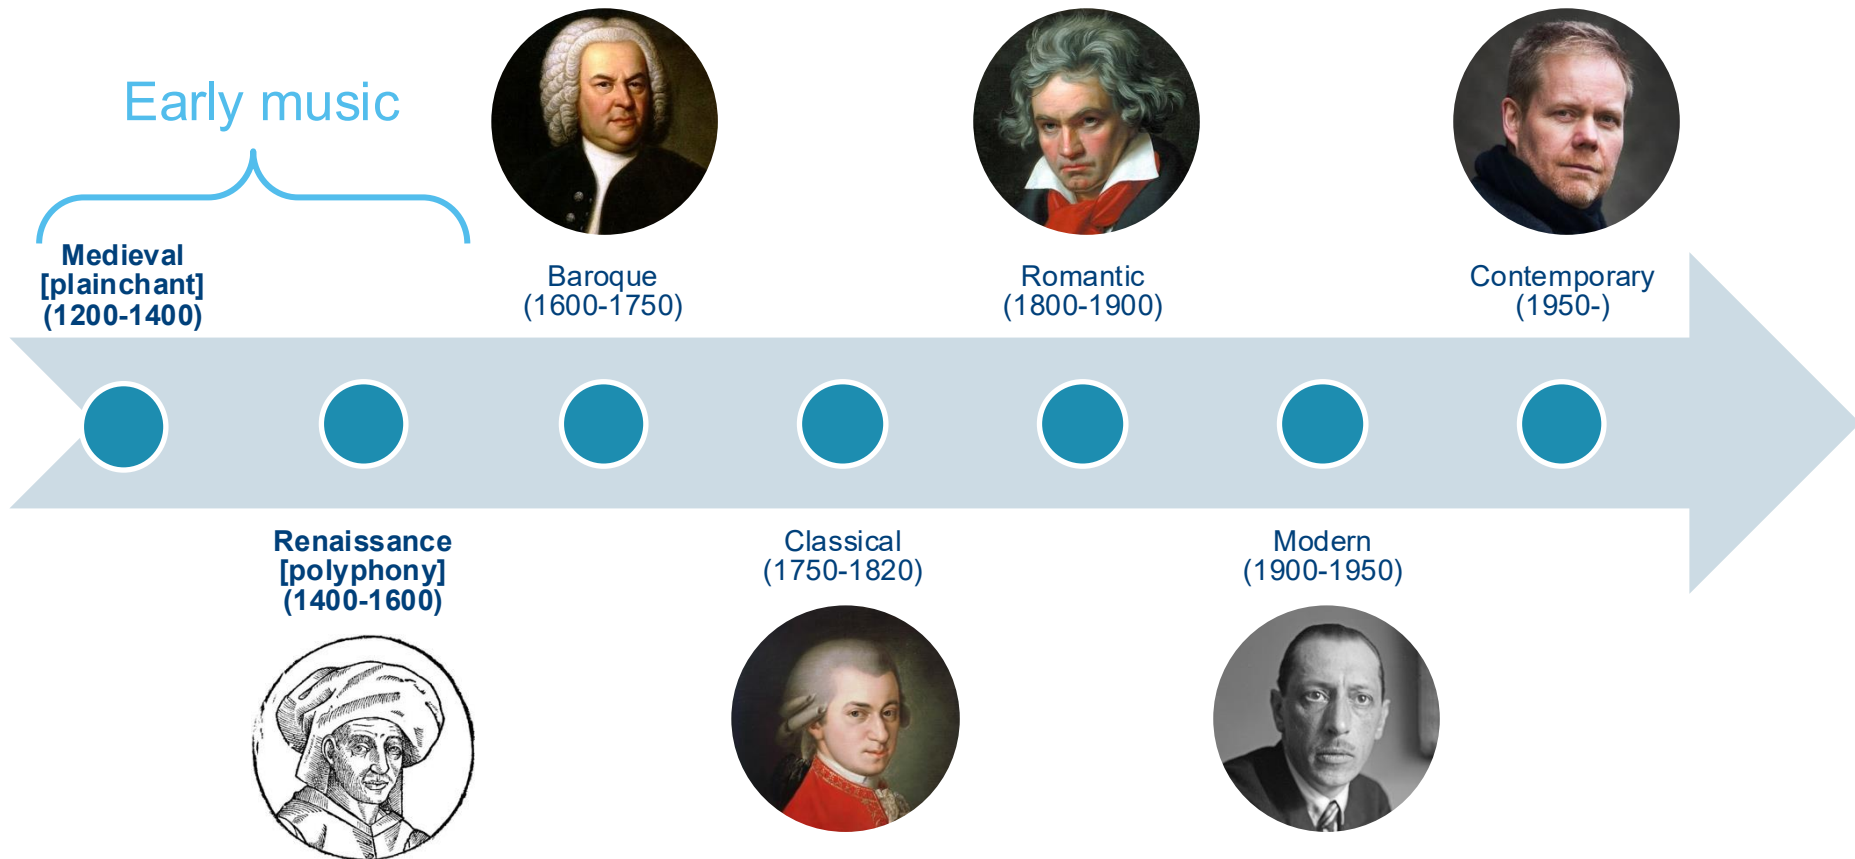 Early music
Medieval
[plainchant]
(1200-1400)
Baroque
(1600-1750)
Romantic
(1800-1900)
Contemporary
(1950-)
Renaissance
[polyphony]
(1400-1600)
Classical
(1750-1820)
Modern
(1900-1950)